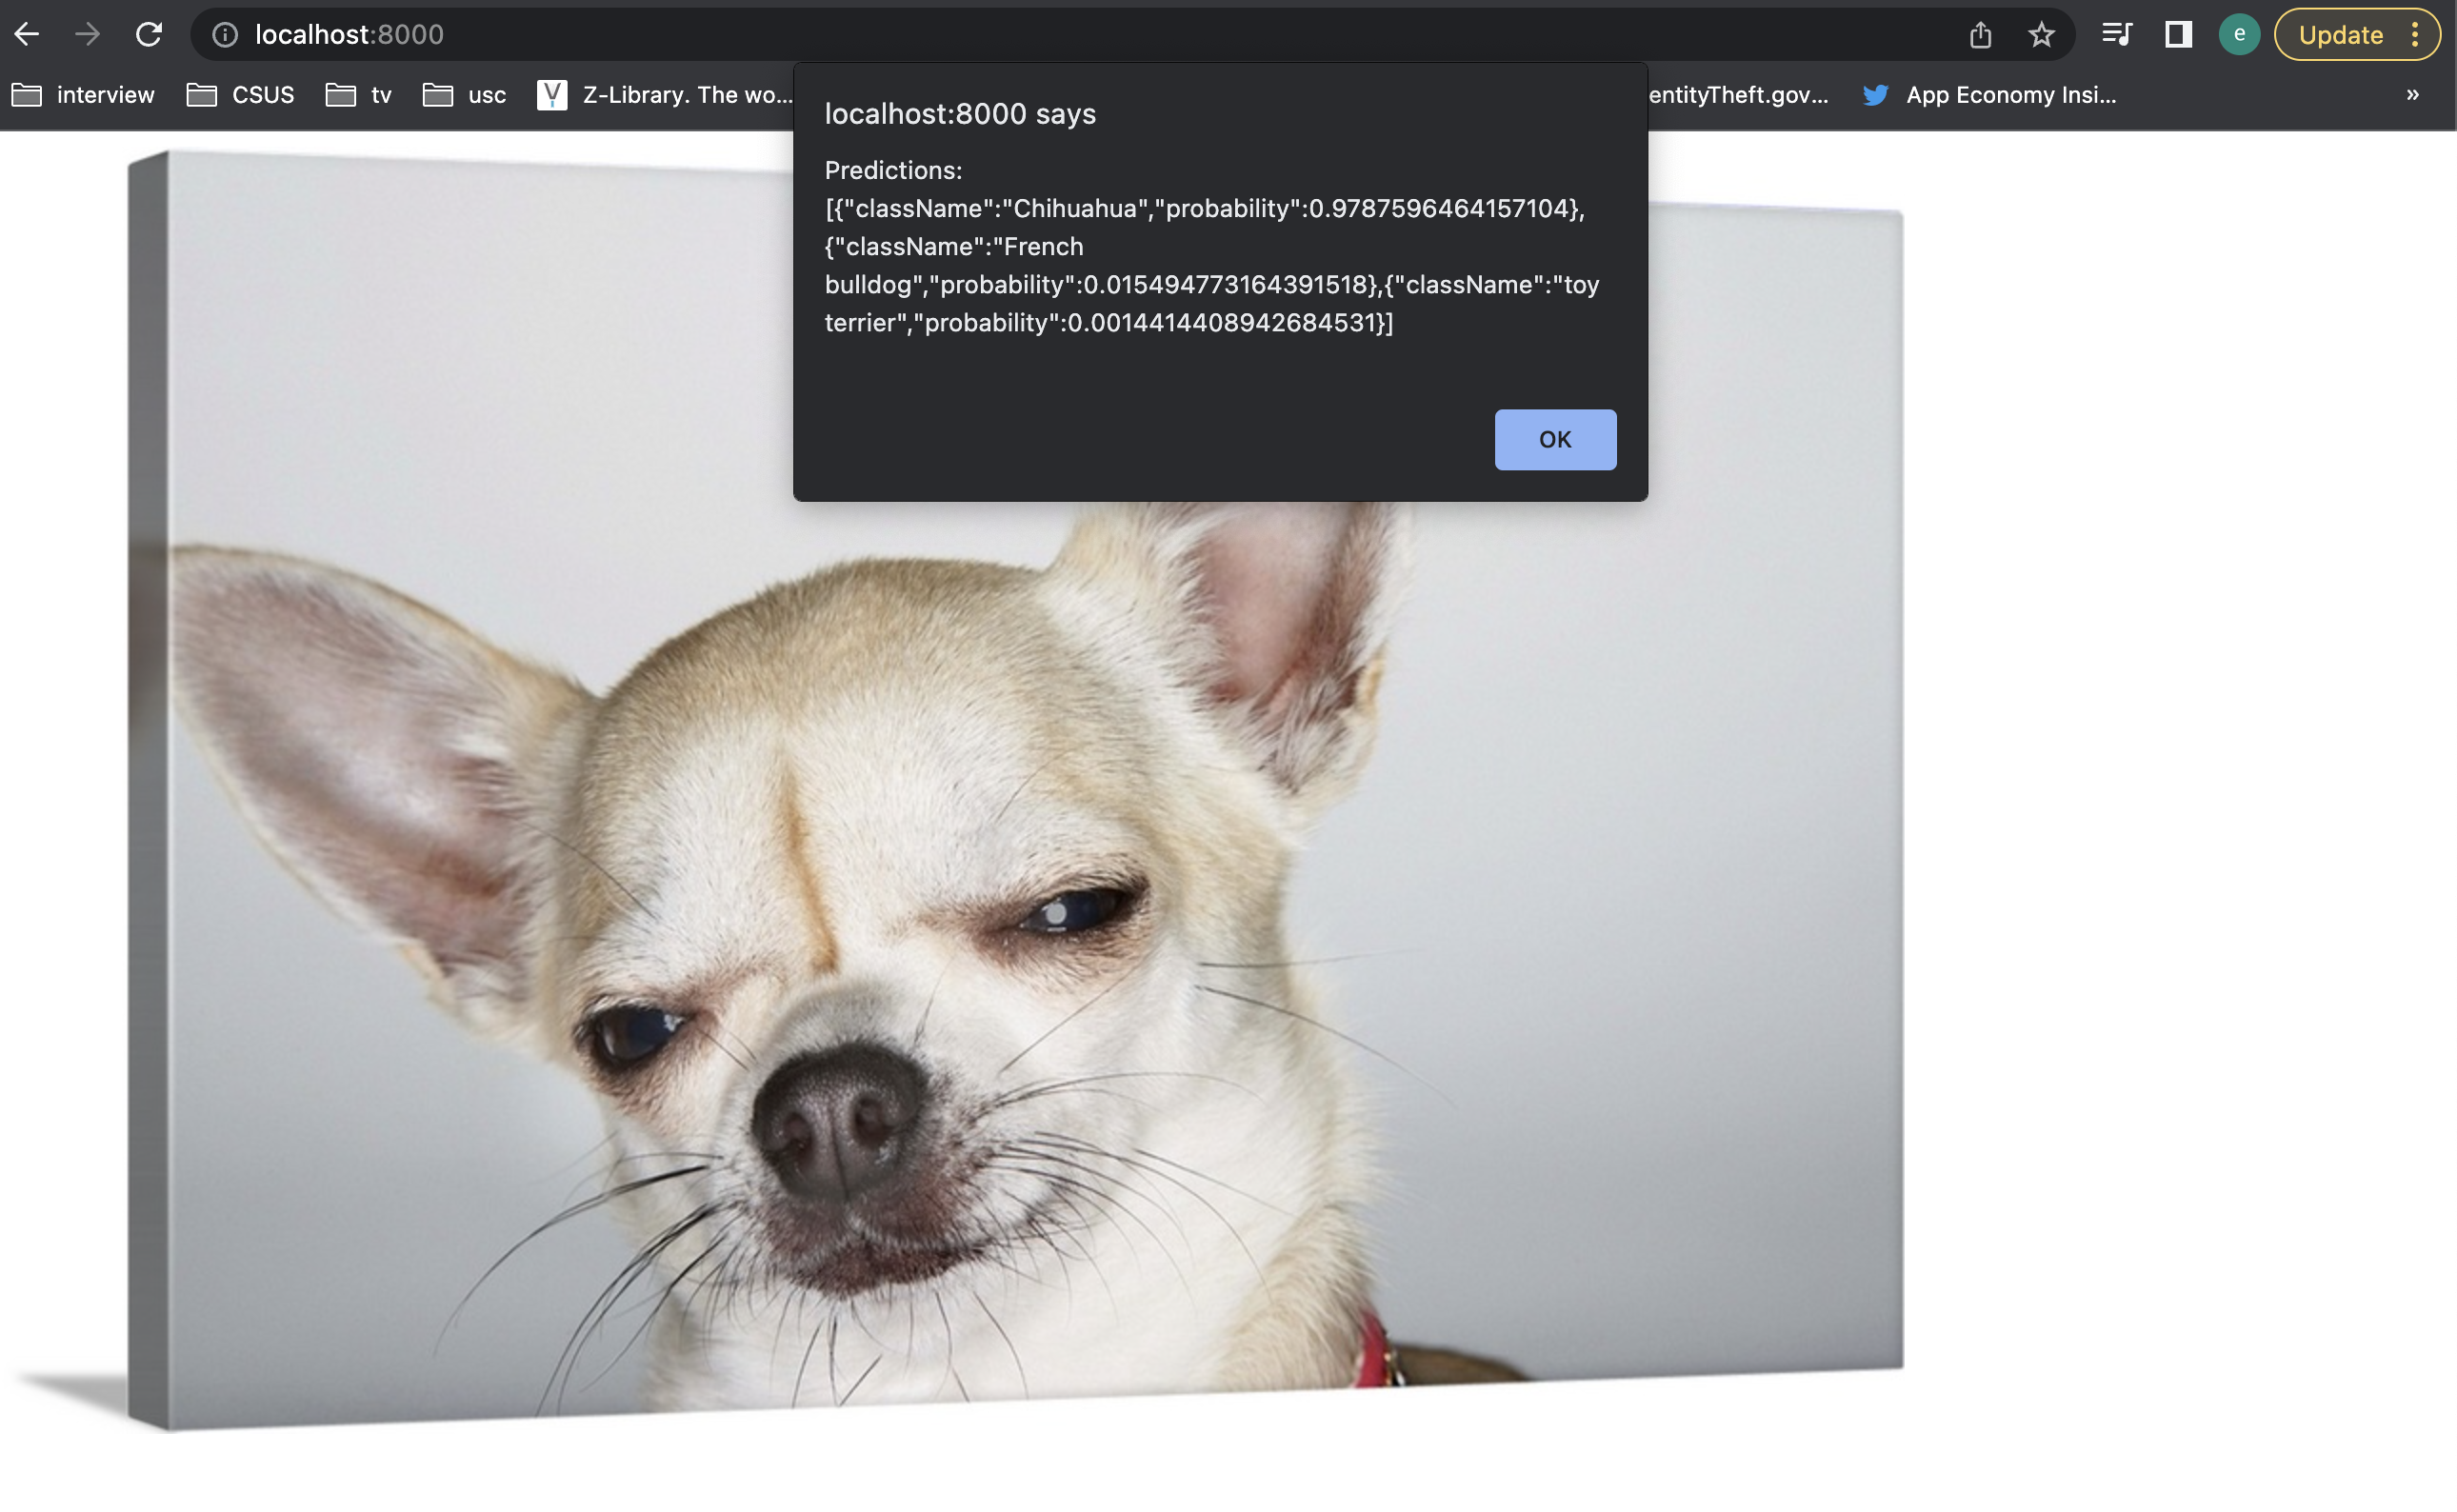 localhost:8000
e
Update
interview
CSUS
tv
usc
Z-Library. The wo...
entityTheft.gov...
App Economy Insi...
»
localhost:8000 says
Predictions:
[{"className":"Chihuahua","probability":0.9787596464157104},
{"className":"French
bulldog","probability":0.015494773164391518},{"className":"toy
terrier","probability":0.0014414408942684531}]
OK